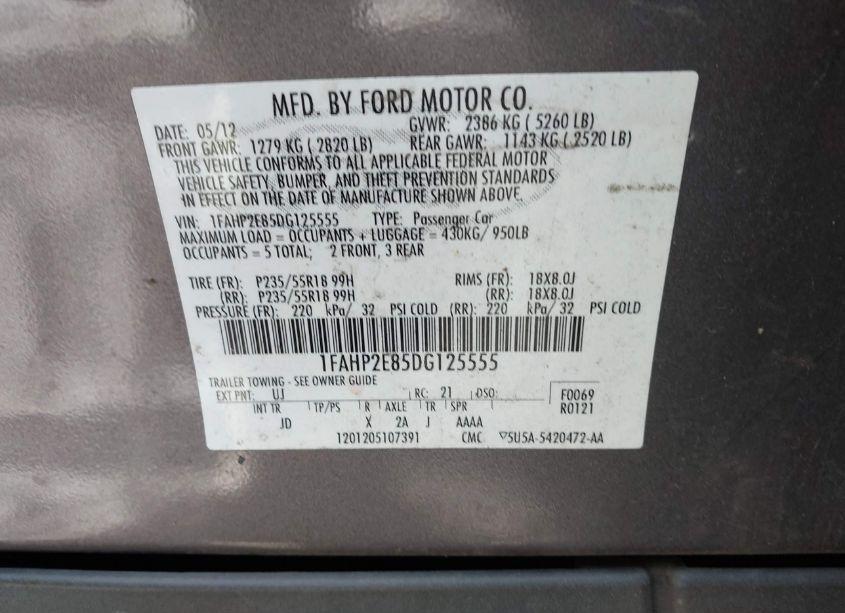 MFD. BY FORD MOTOR CO.
DATE: 05/12 GVWR: 2386 KG ( 5260 LB)
FRONT GAWR: 1279 KG ( 2820 LB) REAR GAWR: 1143 KG ( 2520 LB)
THIS VEHICLE CONFORMS TO ALL APPLICABLE FEDERAL MOTOR
VEHICLE SAFETY, BUMPER, AND THEFT PREVENTION STANDARDS
IN EFFECT ON THE DATE OF MANUFACTURE SHOWN ABOVE.
VIN: 1FAHP2E85DG125555 TYPE: Passenger Car
MAXIMUM LOAD = OCCUPANTS + LUGGAGE = 430KG/ 950LB
OCCUPANTS = 5 TOTAL; 2 FRONT, 3 REAR
TIRE (FR): P235/55R18 99H RIMS (FR): 18X8.0J
(RR): P235/55R18 99H (RR): 18X8.0J
PRESSURE (FR): 220 kPa/ 32 PSI COLD (RR): 220 kPa/ 32 PSI COLD
1FAHP2E85DG125555
TRAILER TOWING - SEE OWNER GUIDE
EXT PNT: UJ RC: 21 DSO: F0069
INT TR TP/PS R AXLE TR SPR R0121
JD X 2A J AAAA
1201205107391 CMC ▽5U5A-5420472-AA